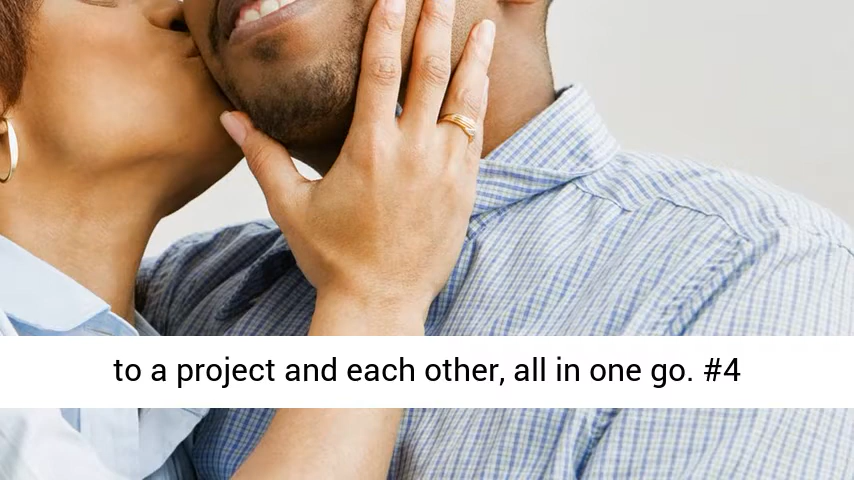 to a project and each other, all in one go. #4